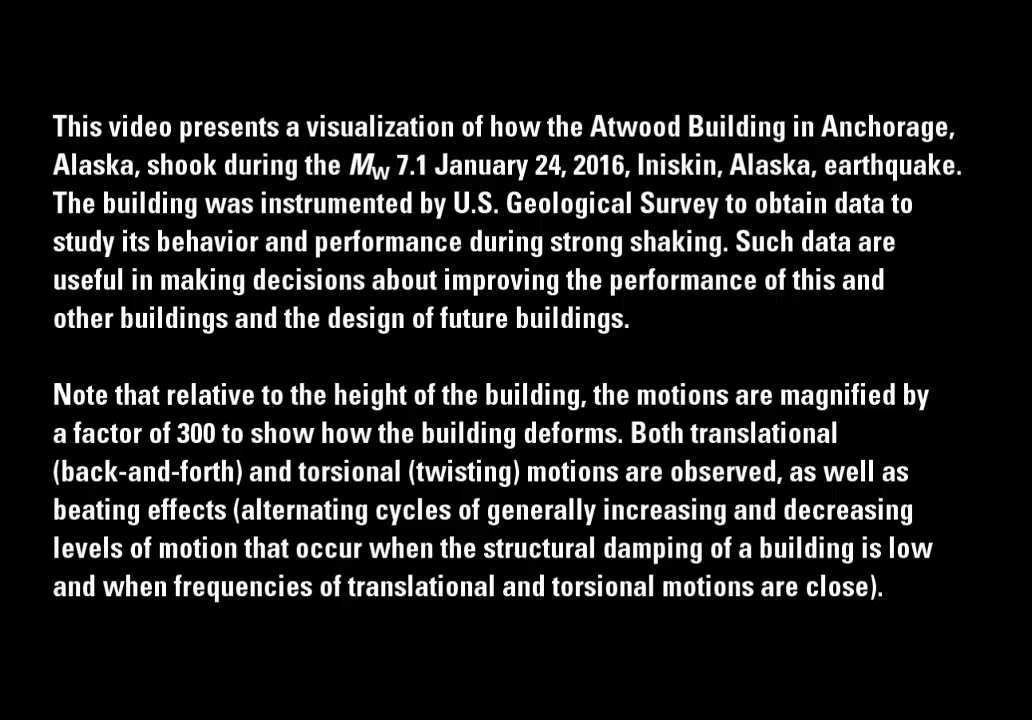 This video presents a visualization of how the Atwood Building in Anchorage,
Alaska, shook during the Mw 7.1 January 24, 2016, Iniskin, Alaska, earthquake.
The building was instrumented by U.S. Geological Survey to obtain data to
study its behavior and performance during strong shaking. Such data are
useful in making decisions about improving the performance of this and
other buildings and the design of future buildings.
Note that relative to the height of the building, the motions are magnified by
a factor of 300 to show how the building deforms. Both translational
(back-and-forth) and torsional (twisting) motions are observed, as well as
beating effects (alternating cycles of generally increasing and decreasing
levels of motion that occur when the structural damping of a building is low
and when frequencies of translational and torsional motions are close).